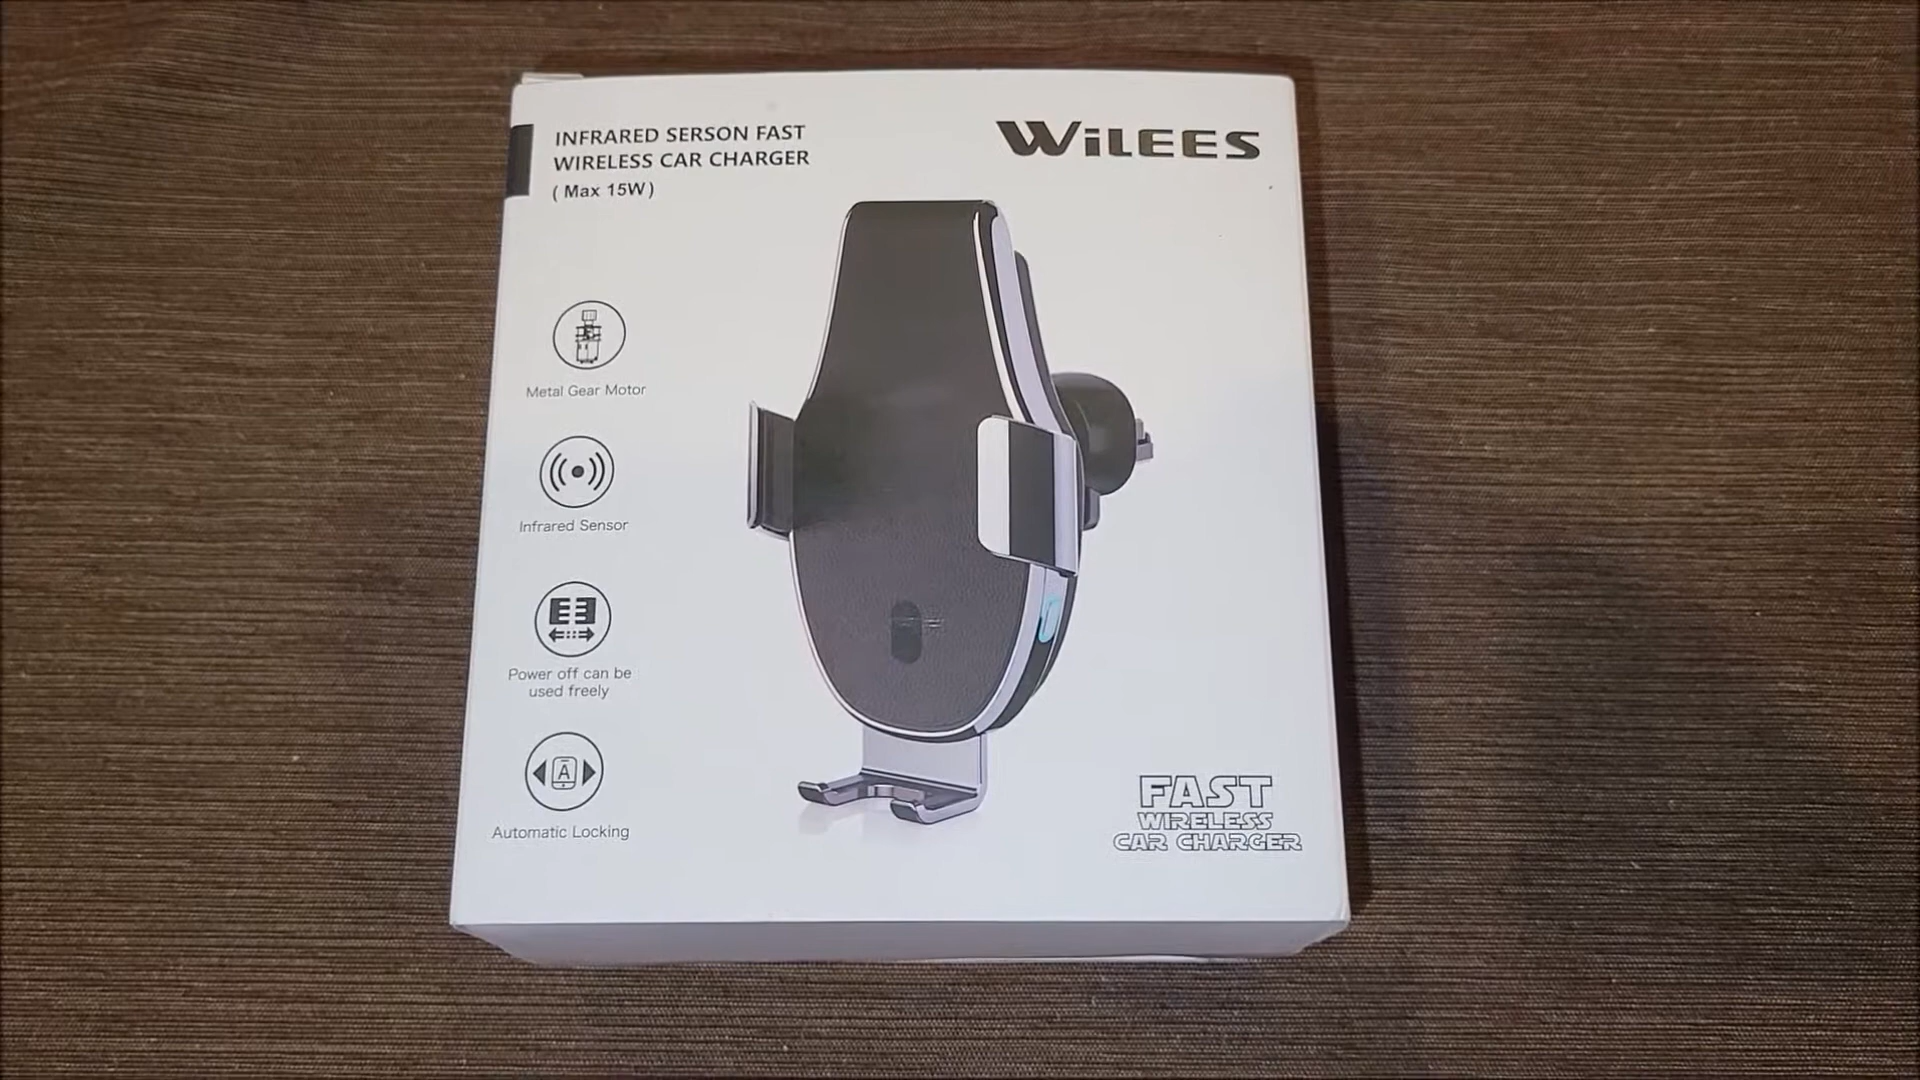 INFRARED SERSON FAST
WIRELESS CAR CHARGER
( Max 15W )
WiLEES
Metal Gear Motor
Infrared Sensor
Power off can be
used freely
A
Automatic Locking
FAST
WIRELESS
CAR CHARGER